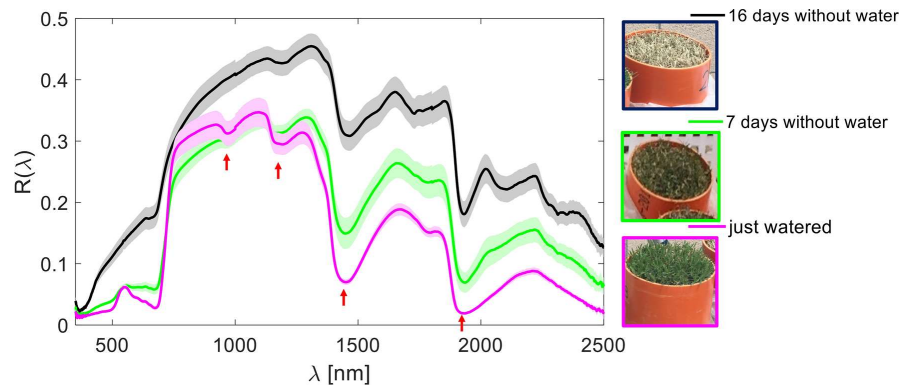 0.5
0.4
0.3
0.2
0.1
0
R(λ)
500
1000
1500
2000
2500
λ [nm]
16 days without water
7 days without water
just watered